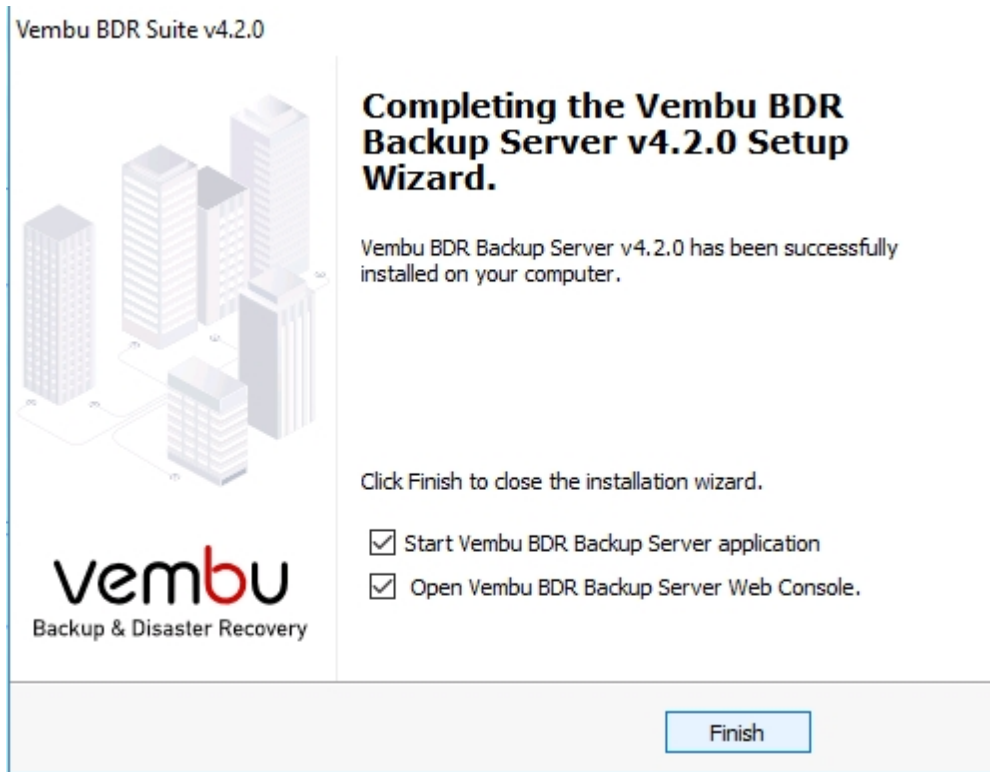 Vembu BDR Suite v4.2.0
Completing the Vembu BDR
Backup Server v4.2.0 Setup
Wizard.
Vembu BDR Backup Server v4.2.0 has been successfully
installed on your computer.
Click Finish to close the installation wizard.
Start Vembu BDR Backup Server application
Open Vembu BDR Backup Server Web Console.
vembu
Backup & Disaster Recovery
Finish